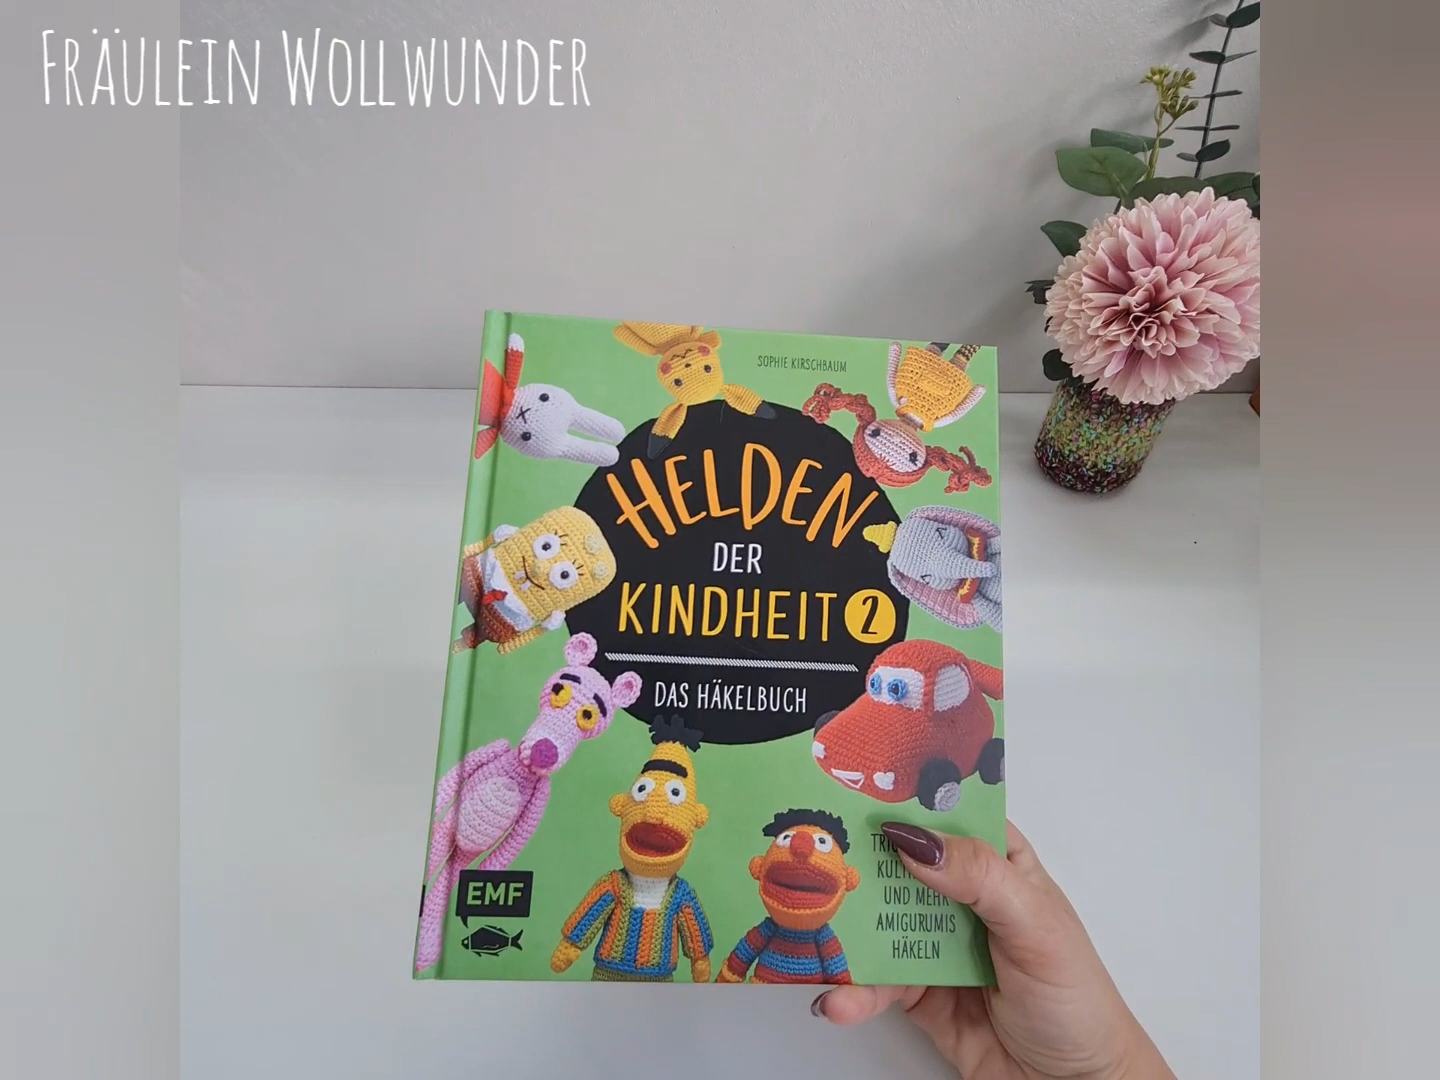 FRÄULEIN WOLLWUNDER
SOPHIE KIRSCHBAUM
HELDEN
DER
KINDHEIT 2
DAS HÄKELBUCH
UND MEHR
AMIGURUMIS
HÄKELN
EMF